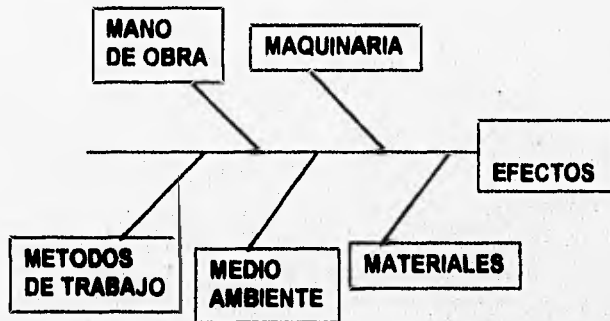 MANO
DE OBRA
MAQUINARIA
EFECTOS
METODOS
DE TRABAJO
MEDIO
AMBIENTE
MATERIALES